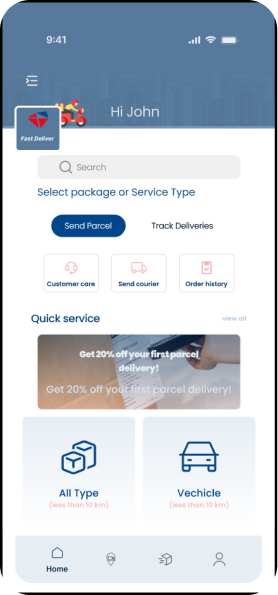 9:41
Hi John
Fast Deliver
Search
Select package or Service Type
Send Parcel
Track Deliveries
Customer care
Send courier
Order history
Quick service
view all
Get 20% off your first parcel
delivery!
Get 20% off your first parcel delivery!
All Type
(less than 10 km)
Vechicle
(less than 10 km)
Home